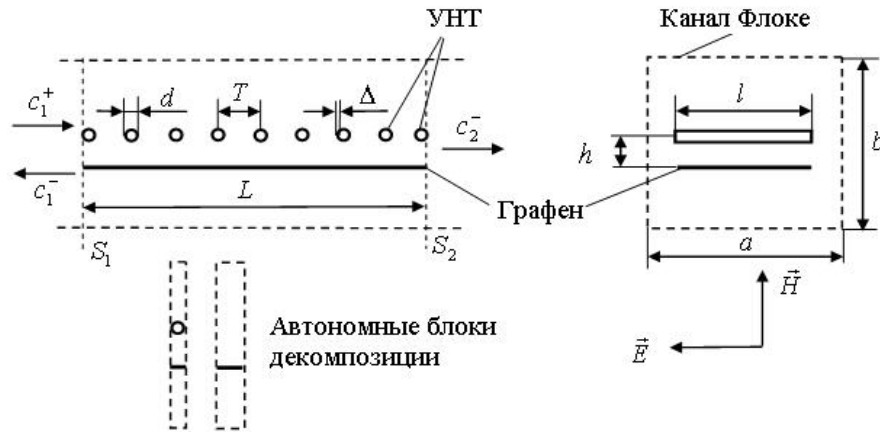 УНТ
Канал Флоке
c₁⁺
d
T
Δ
c₂⁻
c₁⁻
L
S₁
S₂
Графен
l
h
b
a
H⃗
E⃗
Автономные блоки
декомпозиции